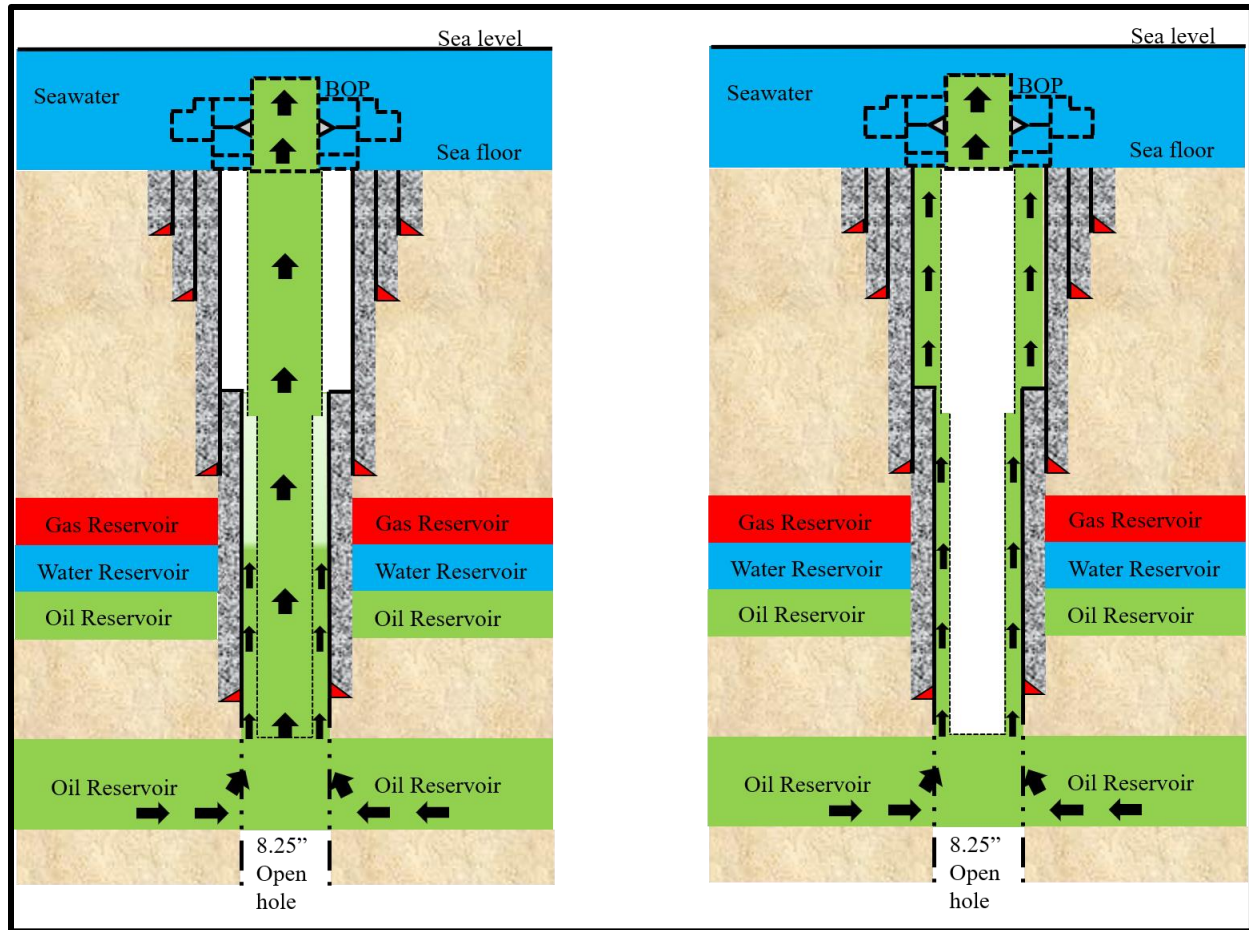 Sea level
BOP
Seawater
Sea floor
Gas Reservoir
Gas Reservoir
Water Reservoir
Water Reservoir
Oil Reservoir
Oil Reservoir
Oil Reservoir
Oil Reservoir
8.25”
Open
hole
Sea level
BOP
Seawater
Sea floor
Gas Reservoir
Gas Reservoir
Water Reservoir
Water Reservoir
Oil Reservoir
Oil Reservoir
Oil Reservoir
Oil Reservoir
8.25”
Open
hole